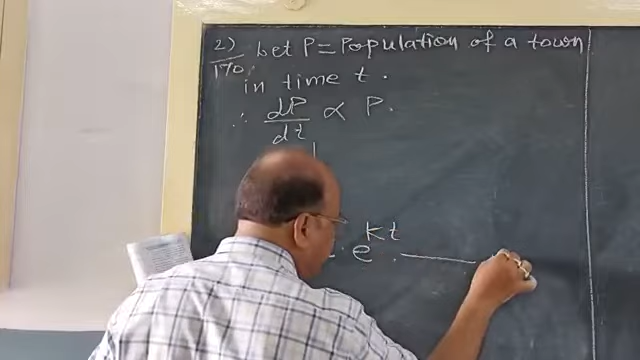 2)
170
Let P = Population of a town
in time t.
∴ dP/dt ∝ P.
. e^kt . —